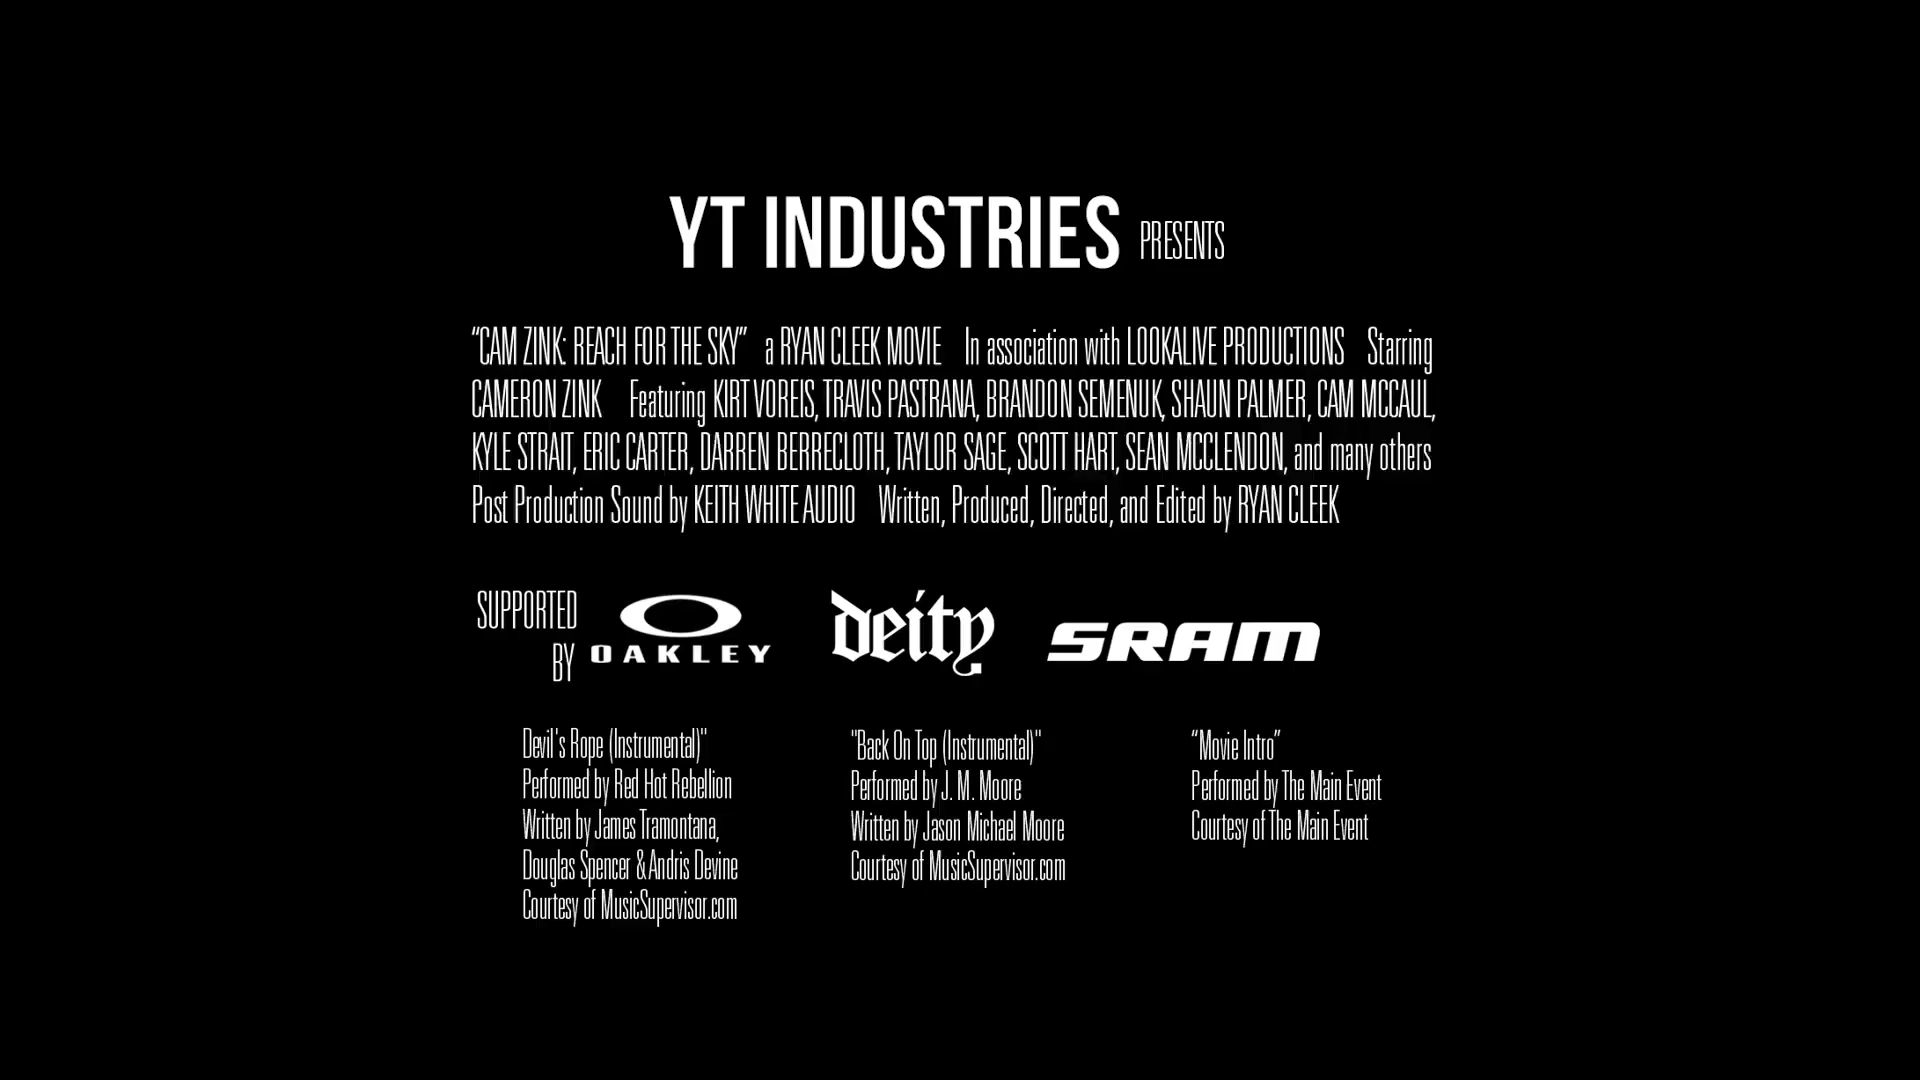 YT INDUSTRIES PRESENTS
“CAM ZINK: REACH FOR THE SKY” a RYAN CLEEK MOVIE In association with LOOKALIVE PRODUCTIONS Starring
CAMERON ZINK Featuring KIRT VOREIS, TRAVIS PASTRANA, BRANDON SEMENUK, SHAUN PALMER, CAM MCCAUL,
KYLE STRAIT, ERIC CARTER, DARREN BERRECLOTH, TAYLOR SAGE, SCOTT HART, SEAN MCCLENDON, and many others
Post Production Sound by KEITH WHITE AUDIO Written, Produced, Directed, and Edited by RYAN CLEEK
SUPPORTED
BY
OAKLEY
deity
SRAM
Devil's Rope (Instrumental)"
Performed by Red Hot Rebellion
Written by James Tramontana,
Douglas Spencer & Andris Devine
Courtesy of MusicSupervisor.com
"Back On Top (Instrumental)"
Performed by J. M. Moore
Written by Jason Michael Moore
Courtesy of MusicSupervisor.com
“Movie Intro”
Performed by The Main Event
Courtesy of The Main Event